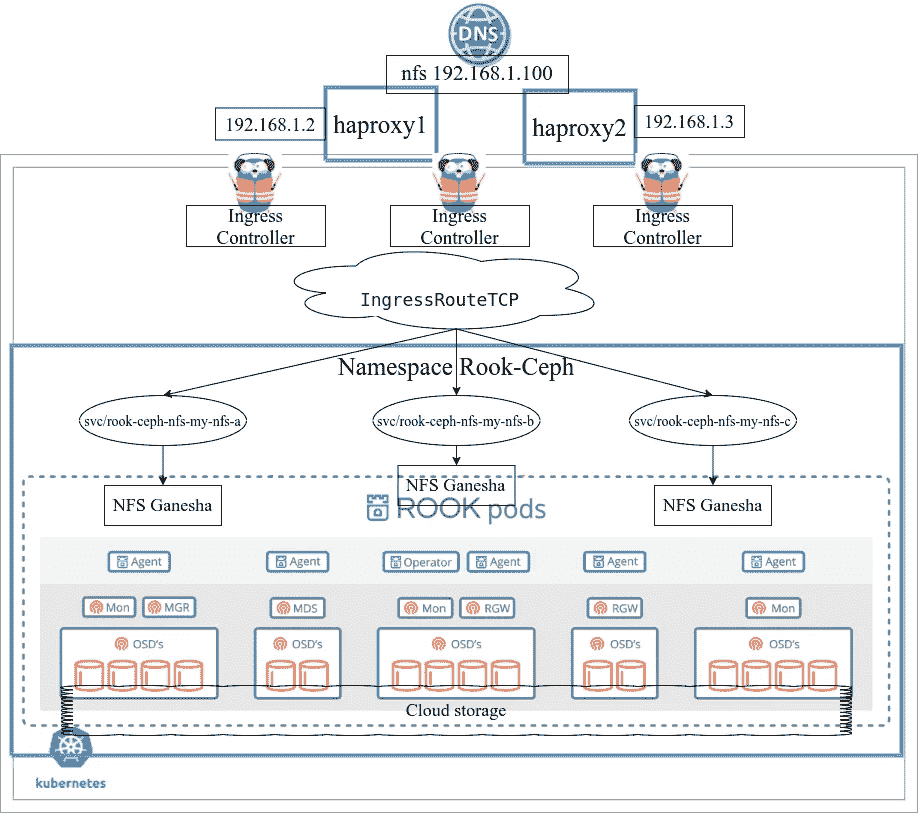 DNS
nfs 192.168.1.100
192.168.1.2
haproxy1
haproxy2
192.168.1.3
Ingress
Controller
Ingress
Controller
Ingress
Controller
IngressRouteTCP
Namespace Rook-Ceph
svc/rook-ceph-nfs-my-nfs-a
svc/rook-ceph-nfs-my-nfs-b
svc/rook-ceph-nfs-my-nfs-c
NFS Ganesha
NFS Ganesha
NFS Ganesha
ROOK pods
Agent
Agent
Operator
Agent
Agent
Agent
Mon
MGR
MDS
Mon
RGW
RGW
Mon
OSD's
OSD's
OSD's
OSD's
OSD's
Cloud storage
kubernetes